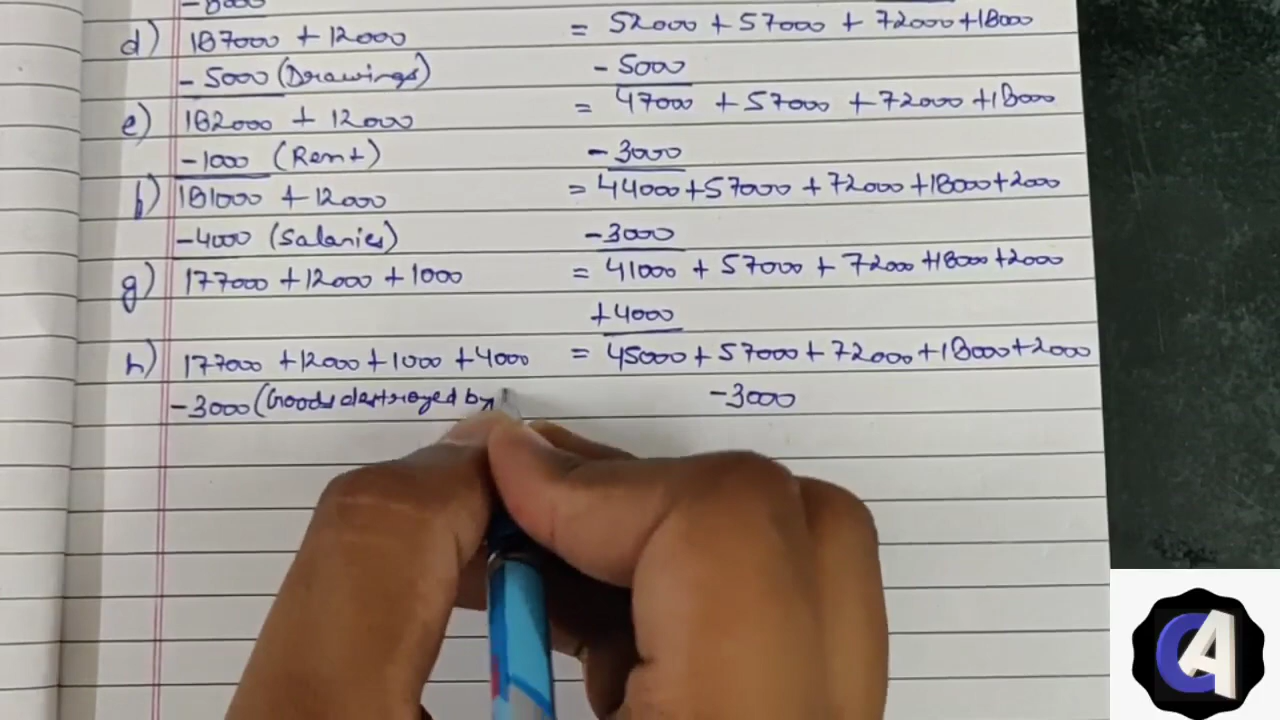 -8000
d) 187000 + 12000 = 52000 + 57000 + 72000 + 18000
- 5000 (Drawings) - 5000
e) 182000 + 12000 = 47000 + 57000 + 72000 + 18000
- 1000 (Rent) - 3000
f) 181000 + 12000 = 44000 + 57000 + 72000 + 18000 + 2000
- 4000 (Salaries) - 3000
g) 177000 + 12000 + 1000 = 41000 + 57000 + 72000 + 18000 + 2000
+ 4000
h) 177000 + 12000 + 1000 + 4000 = 45000 + 57000 + 72000 + 18000 + 2000
- 3000 (Goods destroyed by - 3000
CA